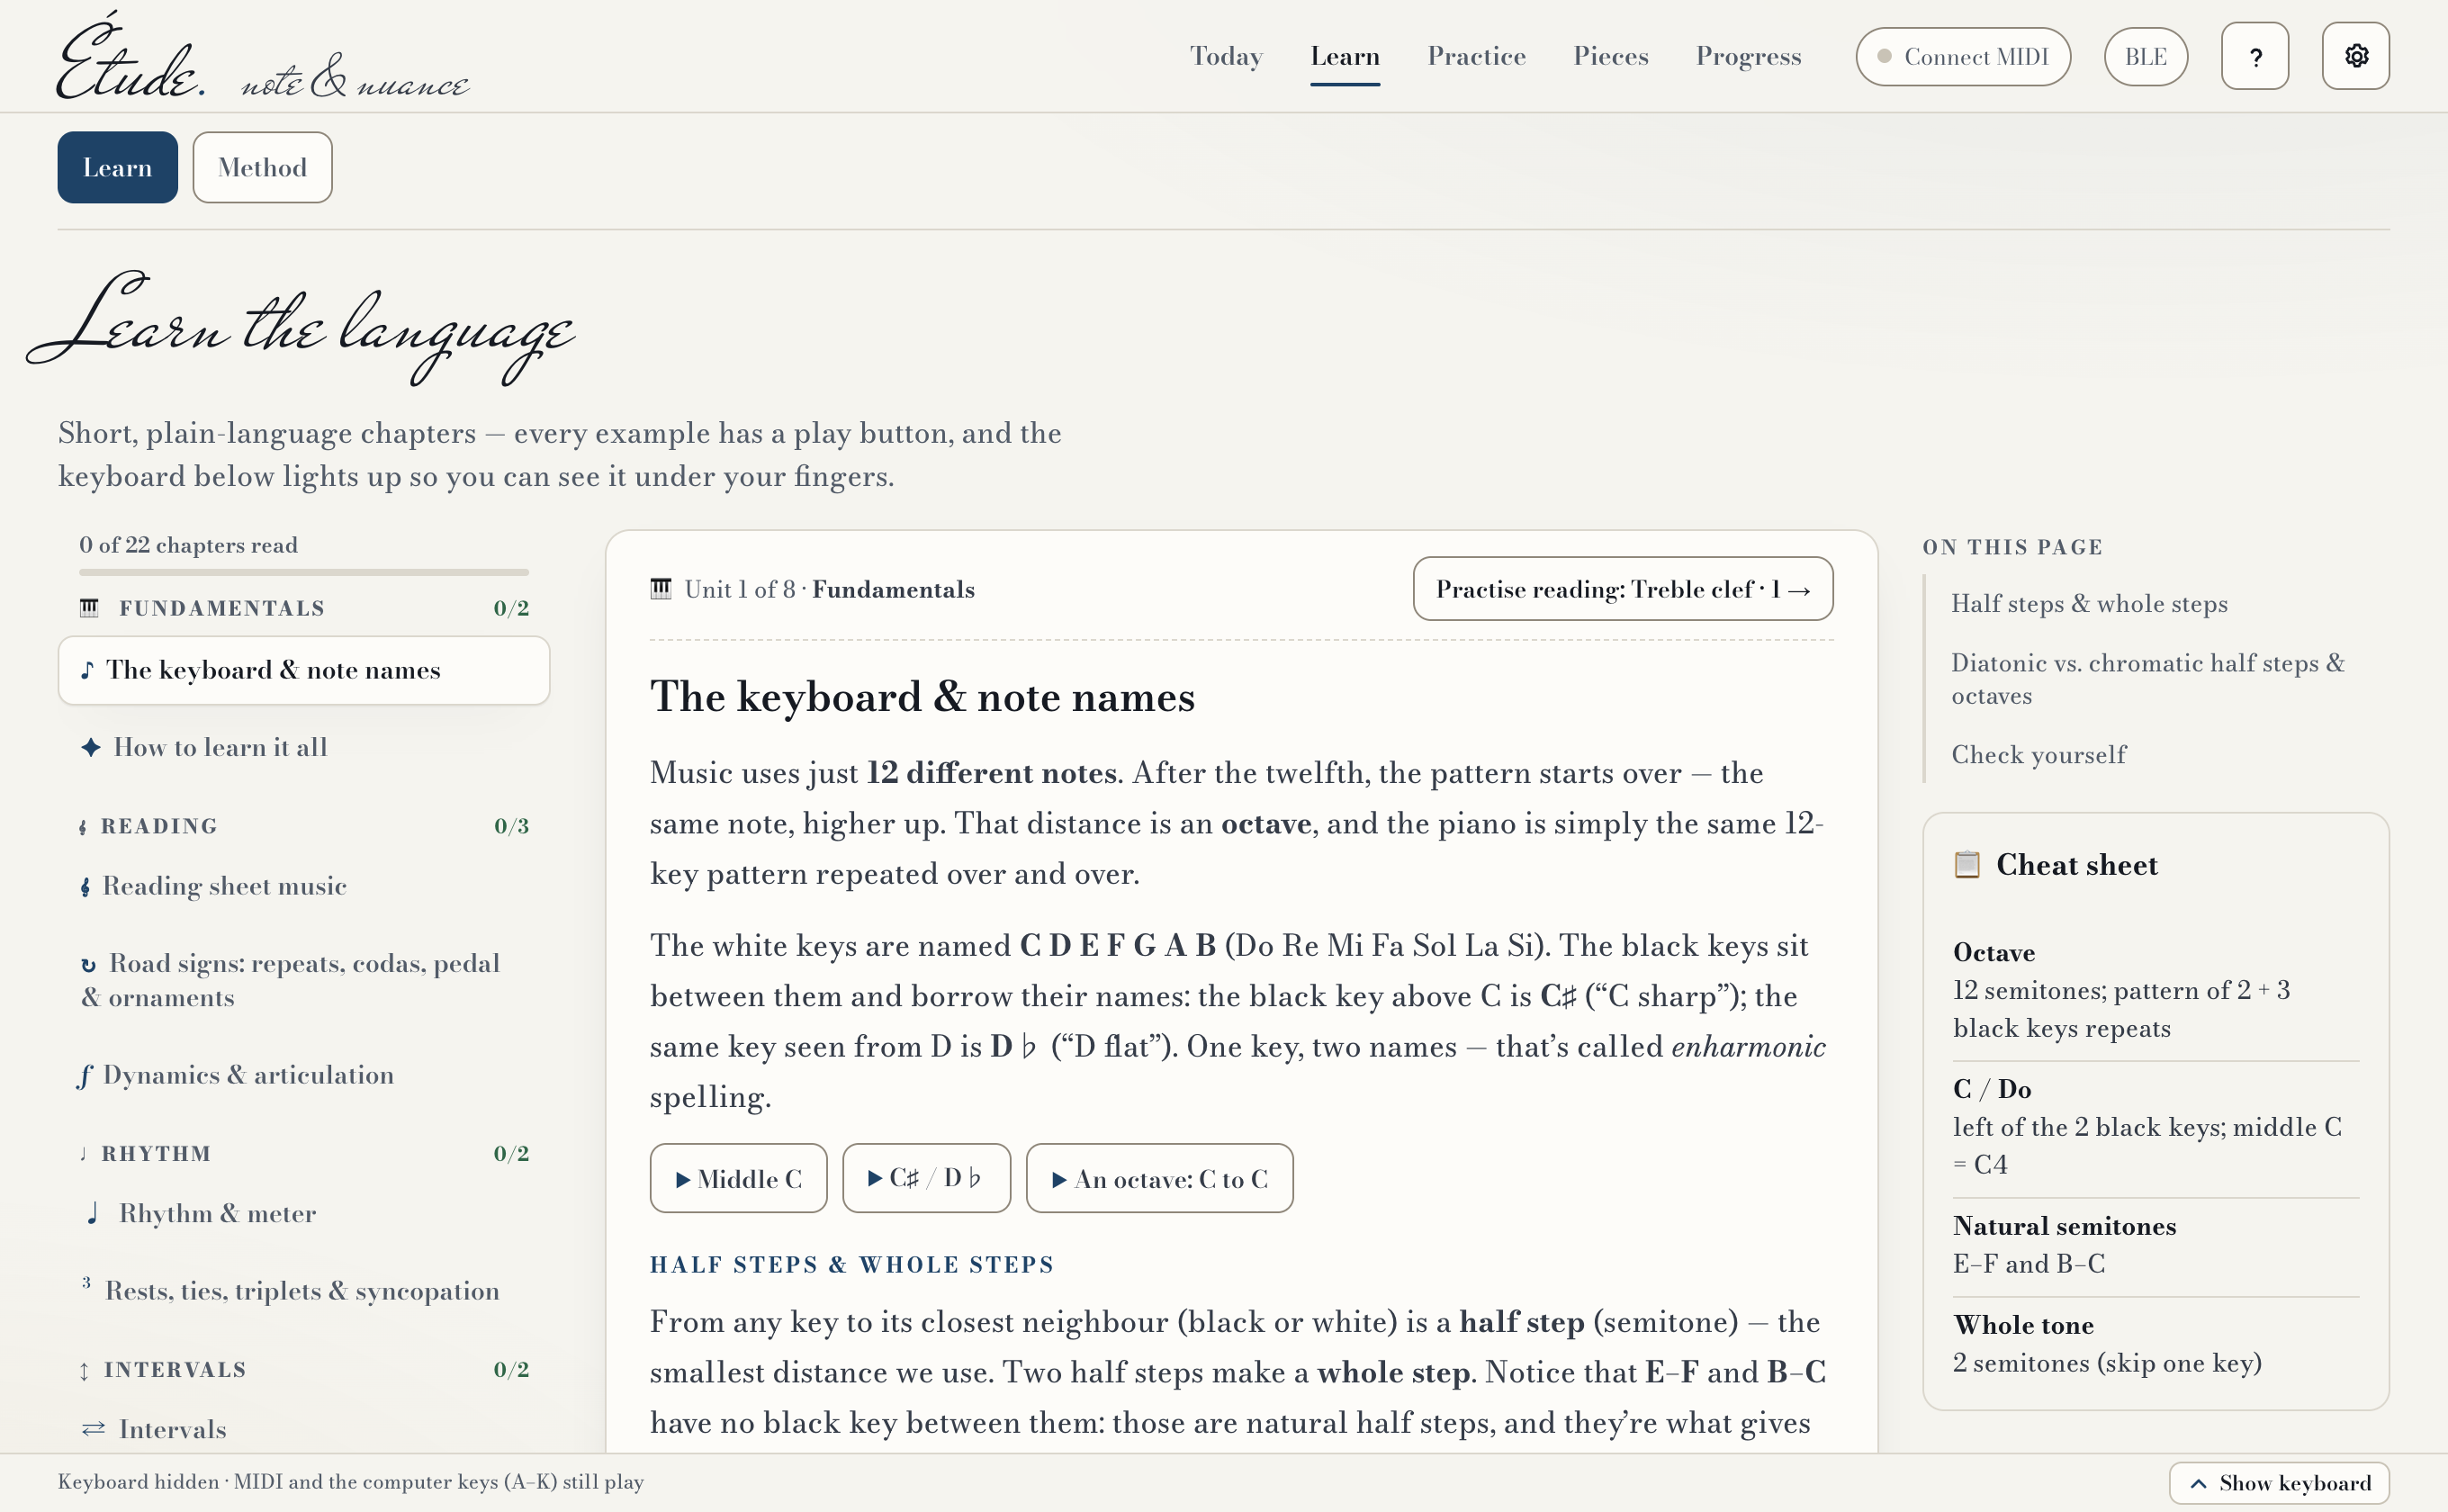 Étude. note & nuance
Today Learn Practice Pieces Progress Connect MIDI BLE ?
Learn Method
Learn the language
Short, plain-language chapters — every example has a play button, and the
keyboard below lights up so you can see it under your fingers.
0 of 22 chapters read
FUNDAMENTALS 0/2
♪ The keyboard & note names
✦ How to learn it all
𝄞 READING 0/3
𝄞 Reading sheet music
↻ Road signs: repeats, codas, pedal
& ornaments
f Dynamics & articulation
♩ RHYTHM 0/2
♩ Rhythm & meter
3 Rests, ties, triplets & syncopation
↕ INTERVALS 0/2
⇄ Intervals
Unit 1 of 8 · Fundamentals
Practise reading: Treble clef · 1 →
The keyboard & note names
Music uses just 12 different notes. After the twelfth, the pattern starts over — the
same note, higher up. That distance is an octave, and the piano is simply the same 12-
key pattern repeated over and over.
The white keys are named C D E F G A B (Do Re Mi Fa Sol La Si). The black keys sit
between them and borrow their names: the black key above C is C♯ (“C sharp”); the
same key seen from D is D♭ (“D flat”). One key, two names — that’s called enharmonic
spelling.
▶ Middle C ▶ C♯ / D♭ ▶ An octave: C to C
HALF STEPS & WHOLE STEPS
From any key to its closest neighbour (black or white) is a half step (semitone) — the
smallest distance we use. Two half steps make a whole step. Notice that E–F and B–C
have no black key between them: those are natural half steps, and they’re what gives
ON THIS PAGE
Half steps & whole steps
Diatonic vs. chromatic half steps &
octaves
Check yourself
Cheat sheet
Octave
12 semitones; pattern of 2 + 3
black keys repeats
C / Do
left of the 2 black keys; middle C
= C4
Natural semitones
E–F and B–C
Whole tone
2 semitones (skip one key)
Keyboard hidden · MIDI and the computer keys (A–K) still play
Show keyboard